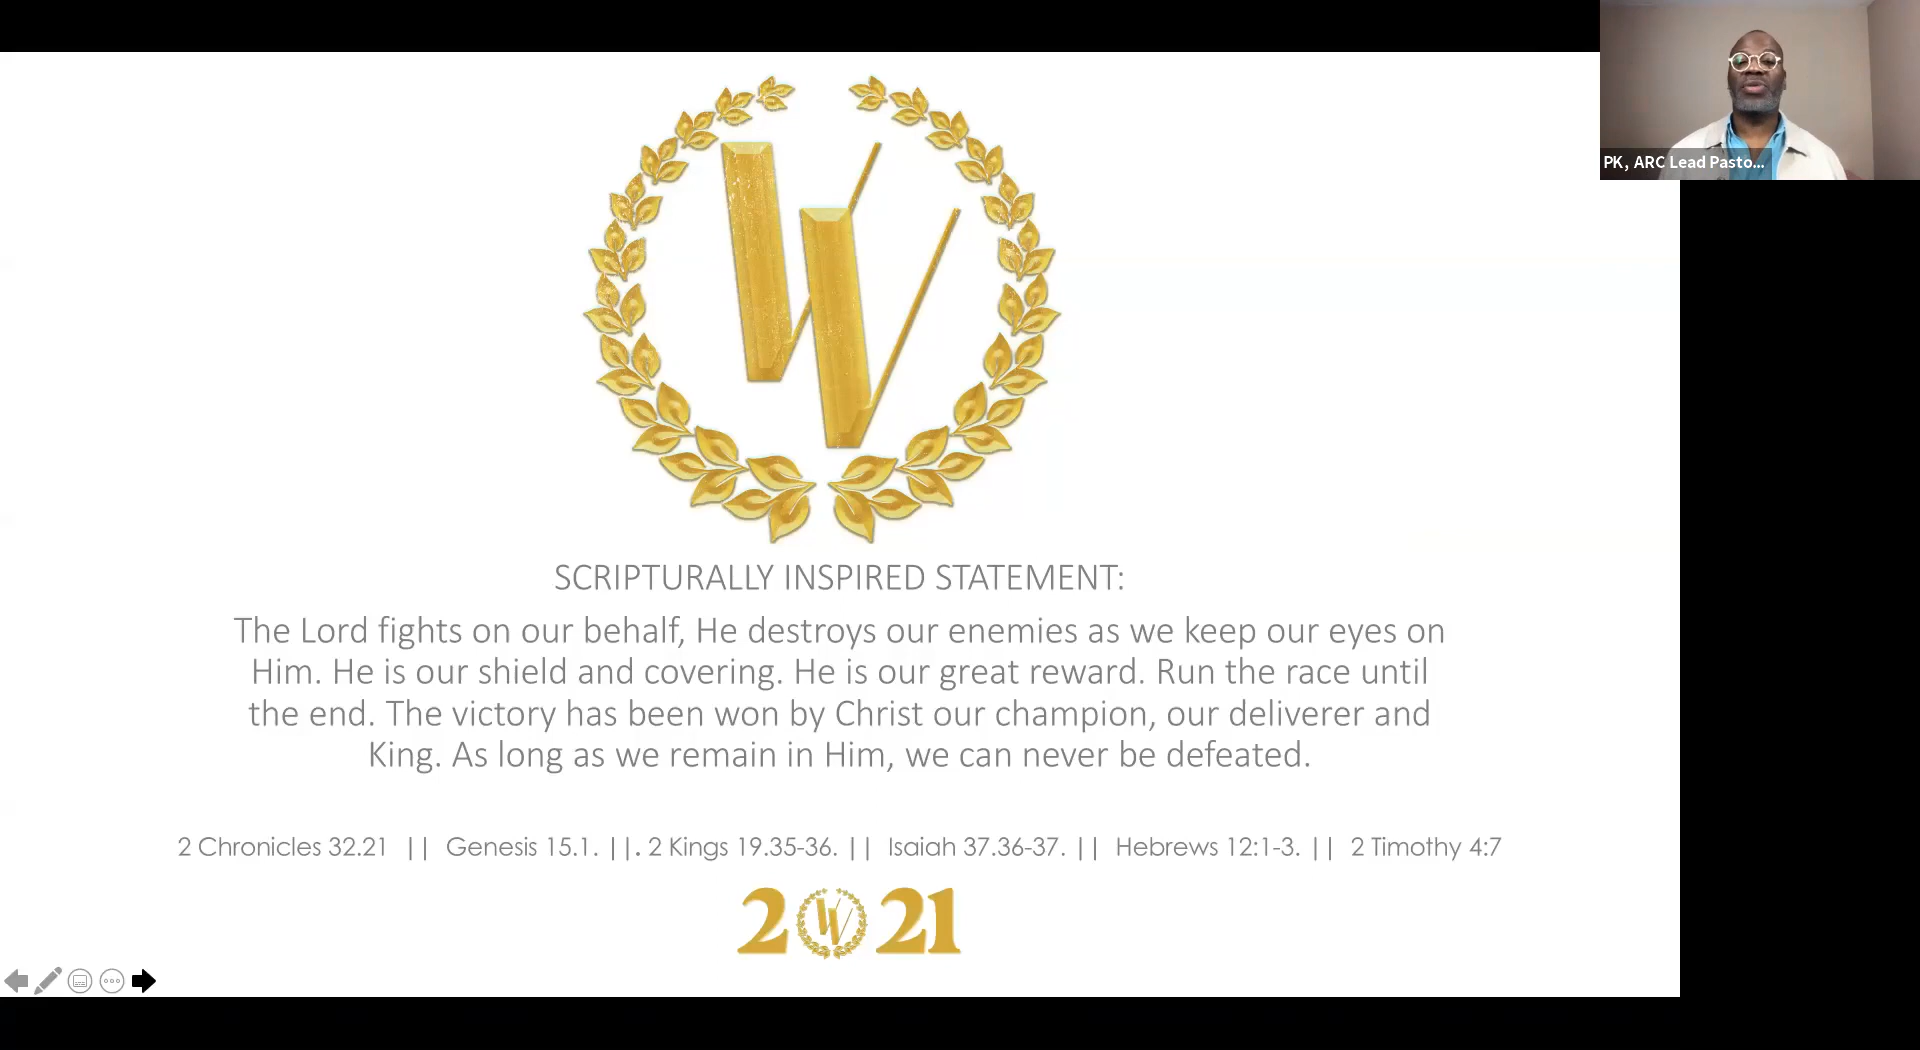 PK, ARC Lead Pasto...
W
SCRIPTURALLY INSPIRED STATEMENT:
The Lord fights on our behalf, He destroys our enemies as we keep our eyes on
Him. He is our shield and covering. He is our great reward. Run the race until
the end. The victory has been won by Christ our champion, our deliverer and
King. As long as we remain in Him, we can never be defeated.
2 Chronicles 32.21 || Genesis 15.1. ||. 2 Kings 19.35-36. || Isaiah 37.36-37. || Hebrews 12:1-3. || 2 Timothy 4:7
2W21